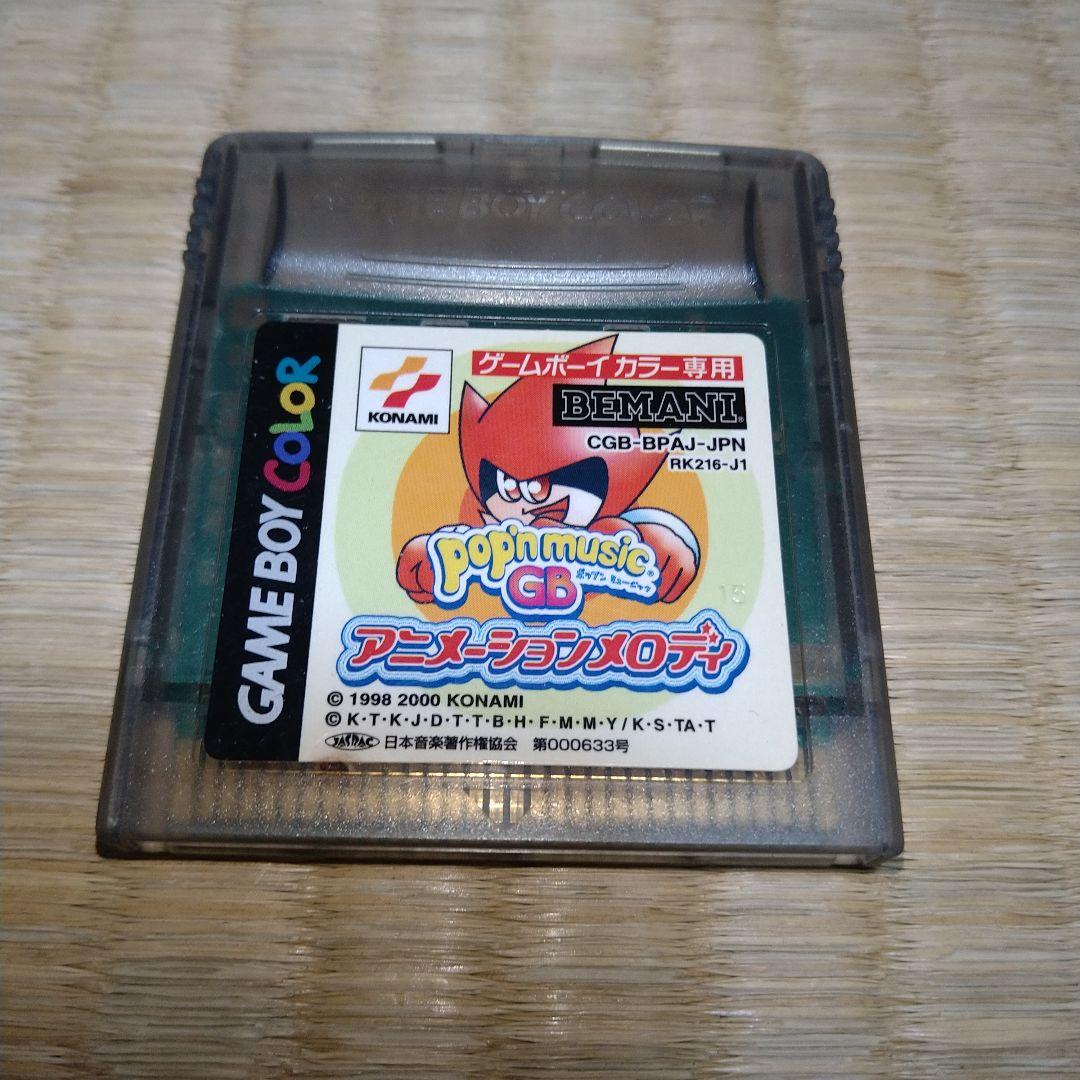 GAME BOY COLOR
GAME BOY COLOR
KONAMI
ゲームボーイ カラー専用
BEMANI®
CGB-BPAJ-JPN
RK216-J1
pop'n music®
GB
ポップン ミュージック
アニメーションメロディ
15
© 1998 2000 KONAMI
© K・T・K・J・D・T・T・B・H・F・M・M・Y/K・S・TA・T
JASRAC 日本音楽著作権協会 第000633号